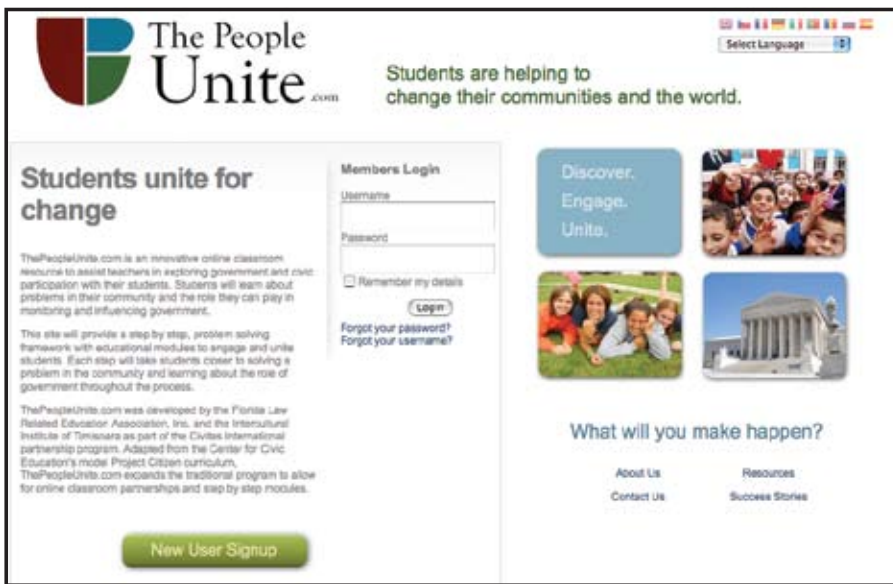 The People
Unite.com
Select Language
Students are helping to
change their communities and the world.
Students unite for
change
ThePeopleUnite.com is an innovative online classroom
resource to assist teachers in exploring government and civic
participation with their students. Students will learn about
problems in their community and the role they can play in
monitoring and influencing government.
This site will provide a step by step, problem solving
framework with educational modules to engage and unite
students. Each step will take students closer to solving a
problem in the community and learning about the role of
government throughout the process.
ThePeopleUnite.com was developed by the Florida Law
Related Education Association, Inc. and the Intercultural
Institute of Timisoara as part of the Civitas International
partnership program. Adapted from the Center for Civic
Education's model Project Citizen curriculum,
ThePeopleUnite.com expands the traditional program to allow
for online classroom partnerships and step by step modules.
New User Signup
Members Login
Username
Password
Remember my details
Login
Forgot your password?
Forgot your username?
Discover.
Engage.
Unite.
What will you make happen?
About Us
Resources
Contact Us
Success Stories